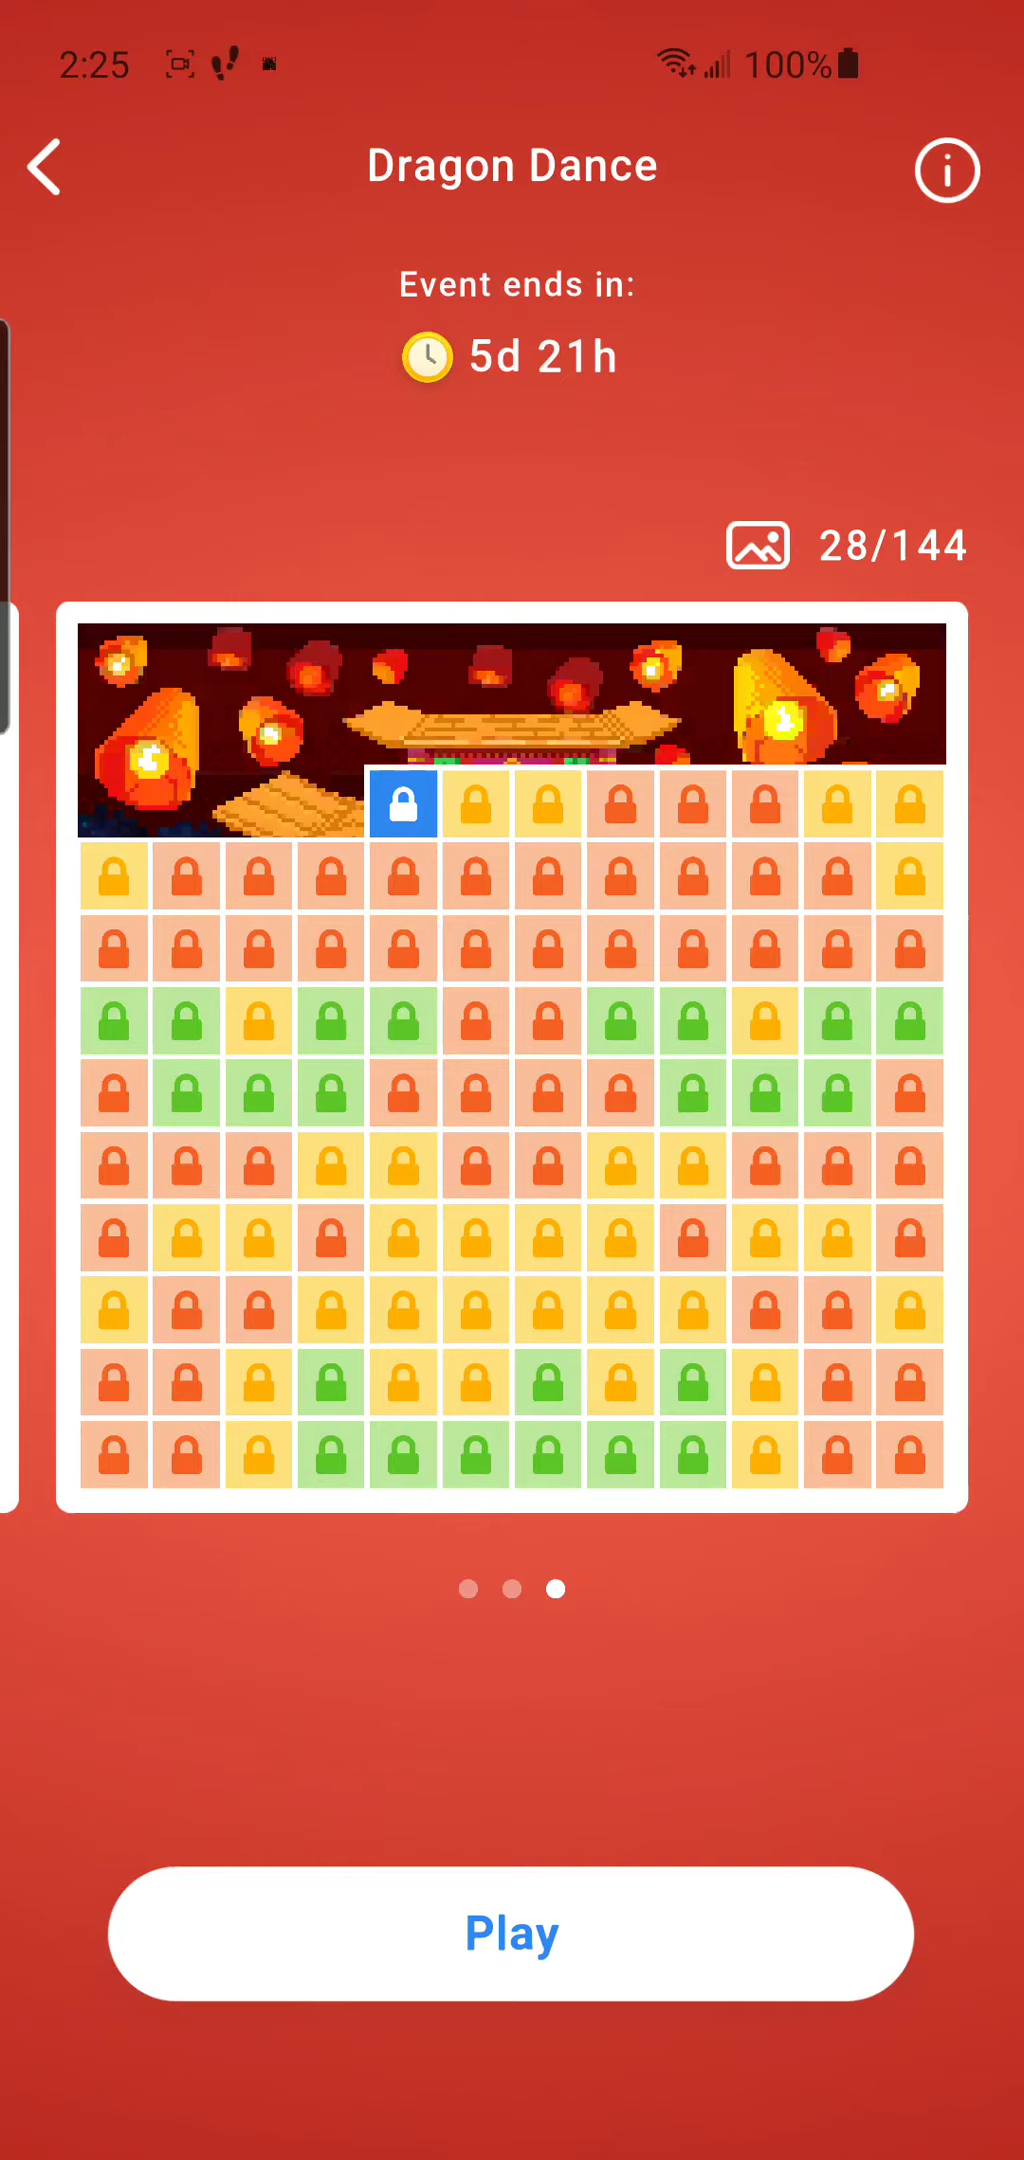 2:25
100%
Dragon Dance
Event ends in:
5d 21h
28/144
Play